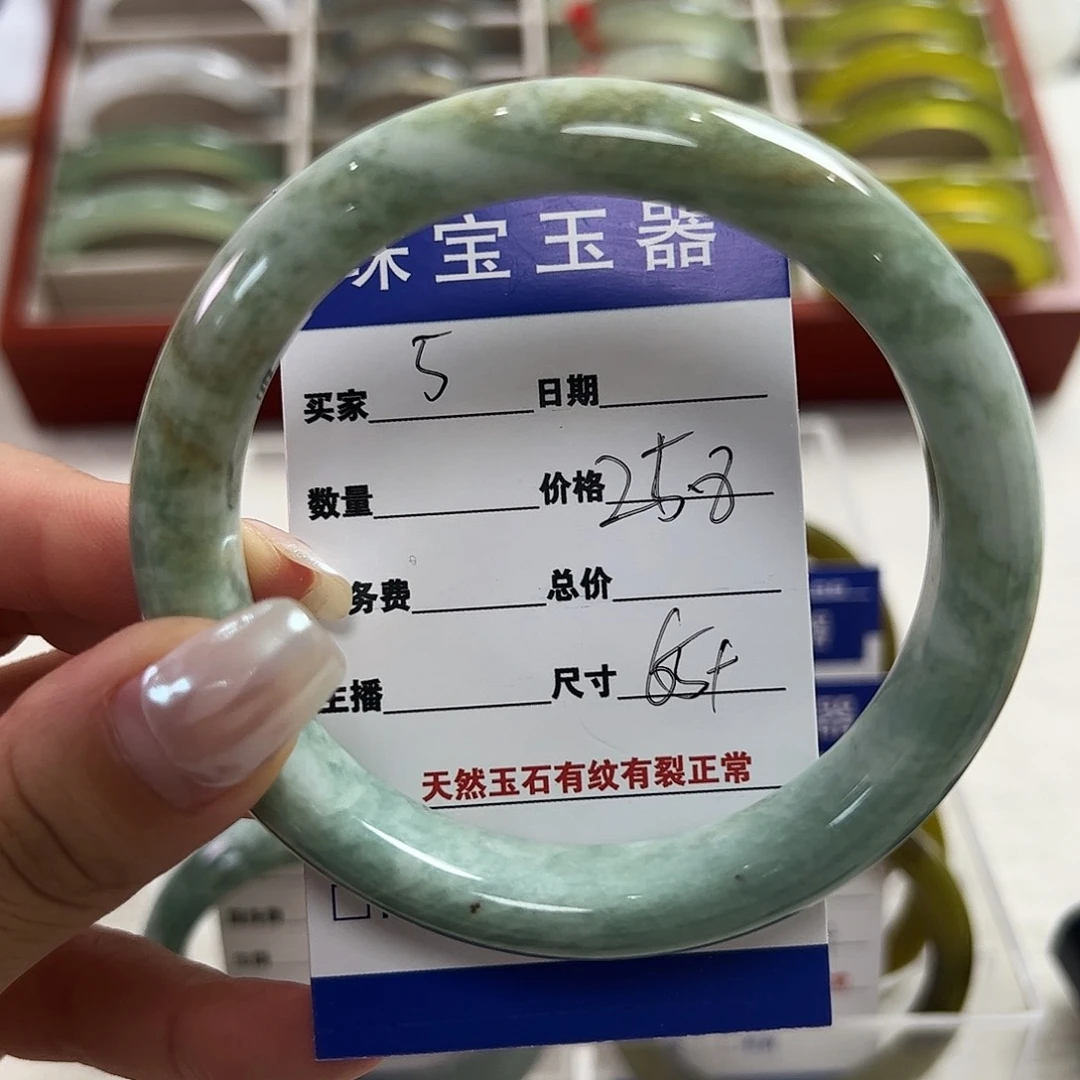 珠宝玉器
买家 5 日期
数量 价格 258
务费 总价
主播 尺寸 65+
天然玉石有纹有裂正常